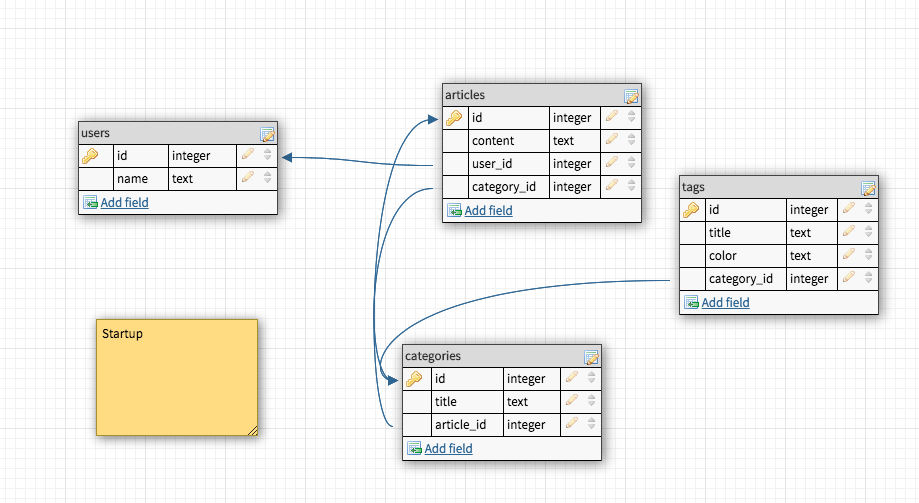 users
id integer
name text
Add field
articles
id integer
content text
user_id integer
category_id integer
Add field
tags
id integer
title text
color text
category_id integer
Add field
Startup
categories
id integer
title text
article_id integer
Add field